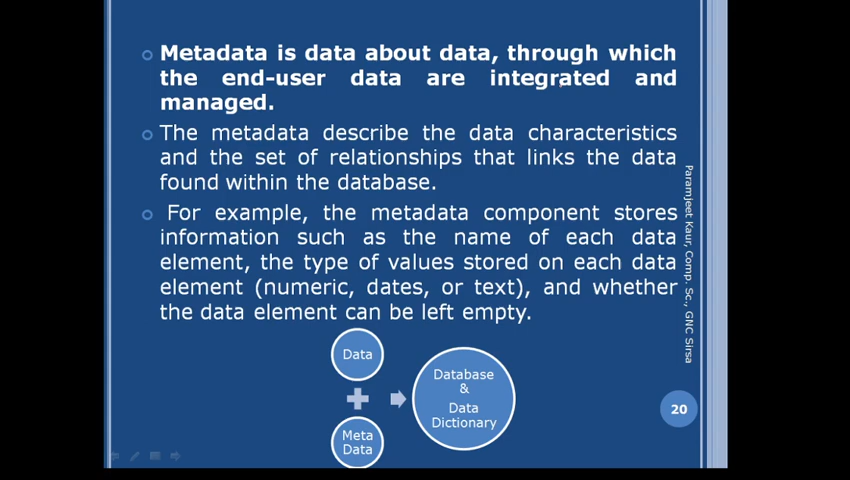 Metadata is data about data, through which
the end-user data are integrated and
managed.
The metadata describe the data characteristics
and the set of relationships that links the data
found within the database.
For example, the metadata component stores
information such as the name of each data
element, the type of values stored on each data
element (numeric, dates, or text), and whether
the data element can be left empty.
Data
Meta
Data
Database
&
Data
Dictionary
Paramjeet Kaur, Comp. Sc., GNC Sirsa
20